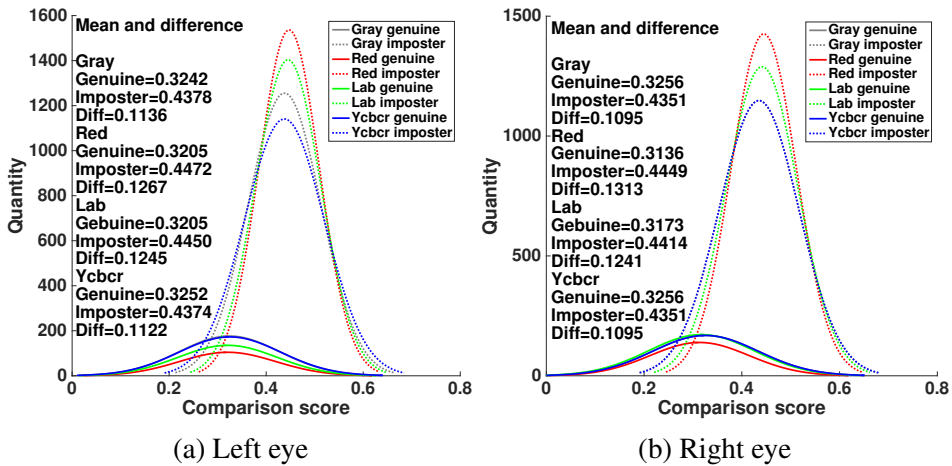 1600
1400
1200
1000
800
600
400
200
0
Quantity
Mean and difference
Gray
Genuine=0.3242
Imposter=0.4378
Diff=0.1136
Red
Genuine=0.3205
Imposter=0.4472
Diff=0.1267
Lab
Gebuine=0.3205
Imposter=0.4450
Diff=0.1245
Ycbcr
Genuine=0.3252
Imposter=0.4374
Diff=0.1122
Gray genuine
Gray imposter
Red genuine
Red imposter
Lab genuine
Lab imposter
Ycbcr genuine
Ycbcr imposter
0 0.2 0.4 0.6 0.8
Comparison score
(a) Left eye
1500
1000
500
0
Quantity
Mean and difference
Gray
Genuine=0.3256
Imposter=0.4351
Diff=0.1095
Red
Genuine=0.3136
Imposter=0.4449
Diff=0.1313
Lab
Gebuine=0.3173
Imposter=0.4414
Diff=0.1241
Ycbcr
Genuine=0.3256
Imposter=0.4351
Diff=0.1095
Gray genuine
Gray imposter
Red genuine
Red imposter
Lab genuine
Lab imposter
Ycbcr genuine
Ycbcr imposter
0 0.2 0.4 0.6 0.8
Comparison score
(b) Right eye